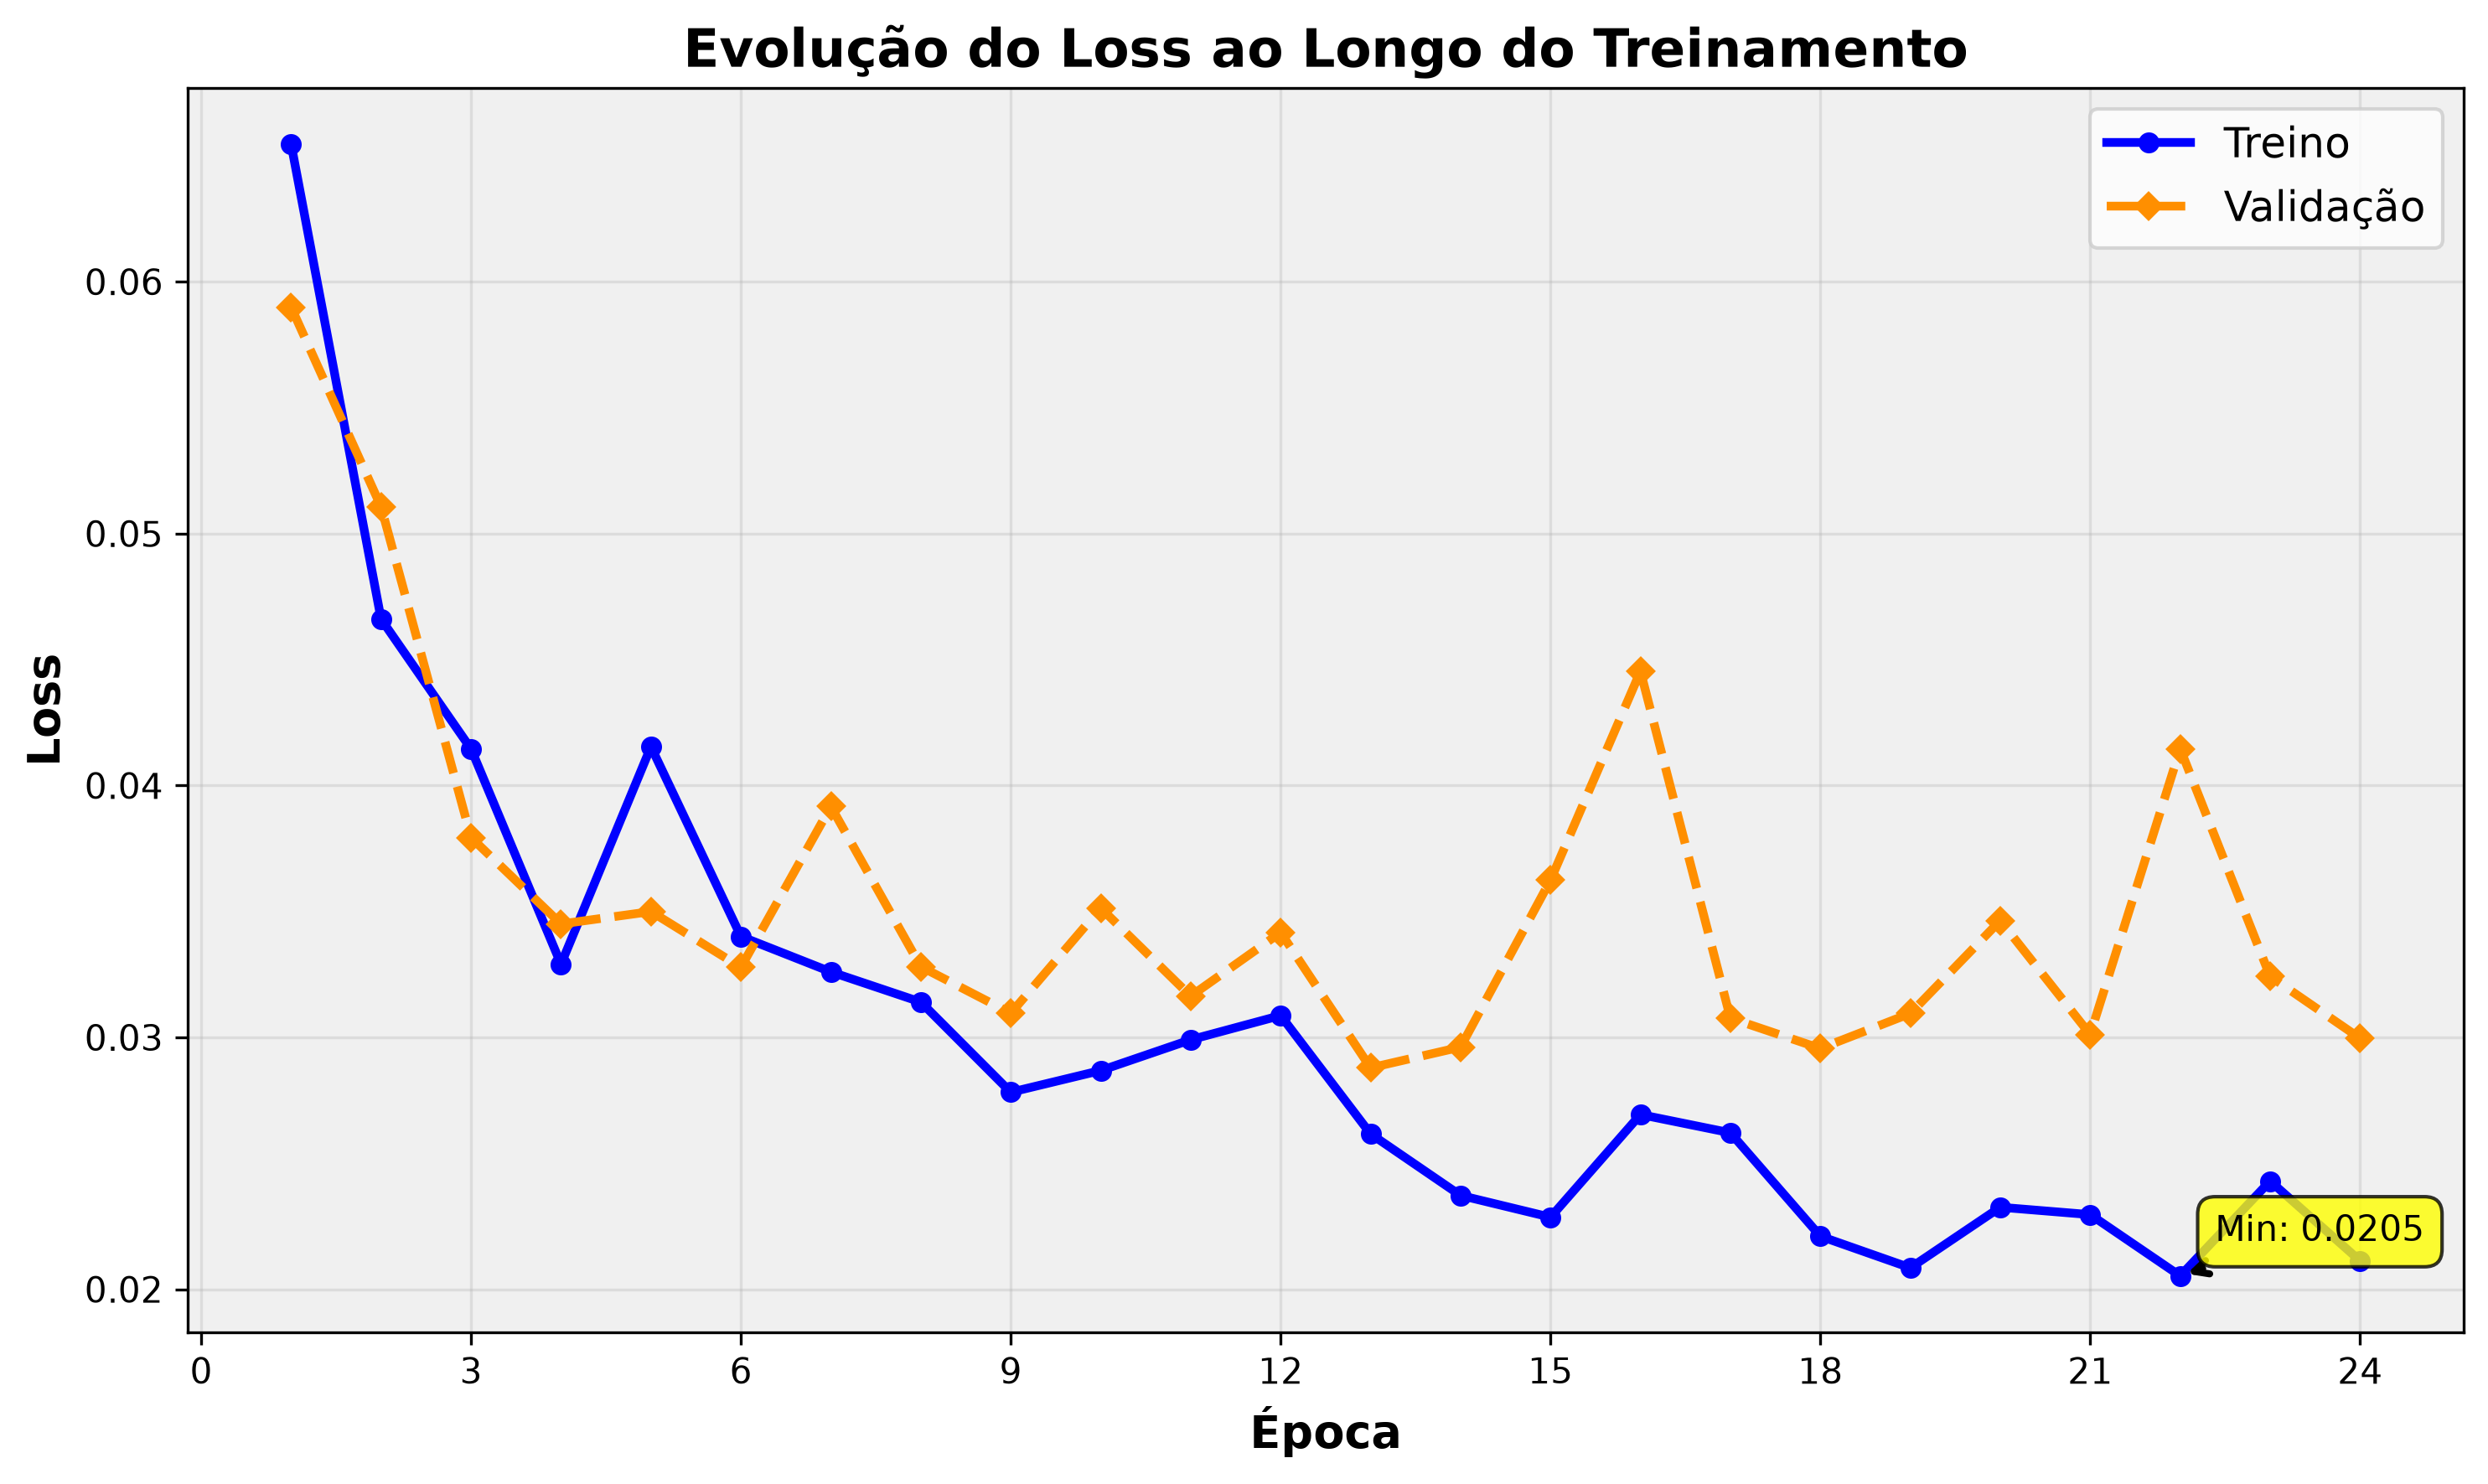 Evolução do Loss ao Longo do Treinamento
Treino
Validação
0.06
0.05
0.04
0.03
0.02
Loss
Min: 0.0205
0 3 6 9 12 15 18 21 24
Época